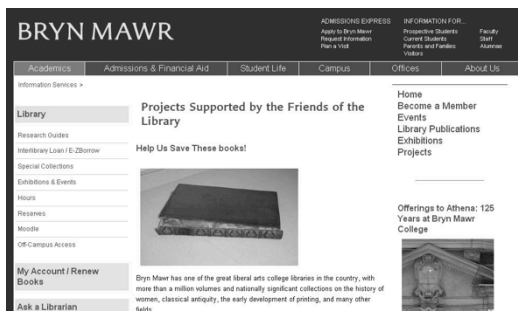 BRYN MAWR
ADMISSIONS EXPRESS
Apply to Bryn Mawr
Request Information
Plan a Visit
INFORMATION FOR...
Prospective Students
Current Students
Parents and Families
Visitors
Faculty
Staff
Alumnae
Academics
Admissions & Financial Aid
Student Life
Campus
Offices
About Us
Information Services >
Library
Research Guides
Interlibrary Loan / E-ZBorrow
Special Collections
Exhibitions & Events
Hours
Reserves
Moodle
Off-Campus Access
My Account / Renew
Books
Ask a Librarian
Projects Supported by the Friends of the
Library
Help Us Save These books!
Bryn Mawr has one of the great liberal arts college libraries in the country, with
more than a million volumes and nationally significant collections on the history of
women, classical antiquity, the early development of printing, and many other
fields
Home
Become a Member
Events
Library Publications
Exhibitions
Projects
Offerings to Athena: 125
Years at Bryn Mawr
College